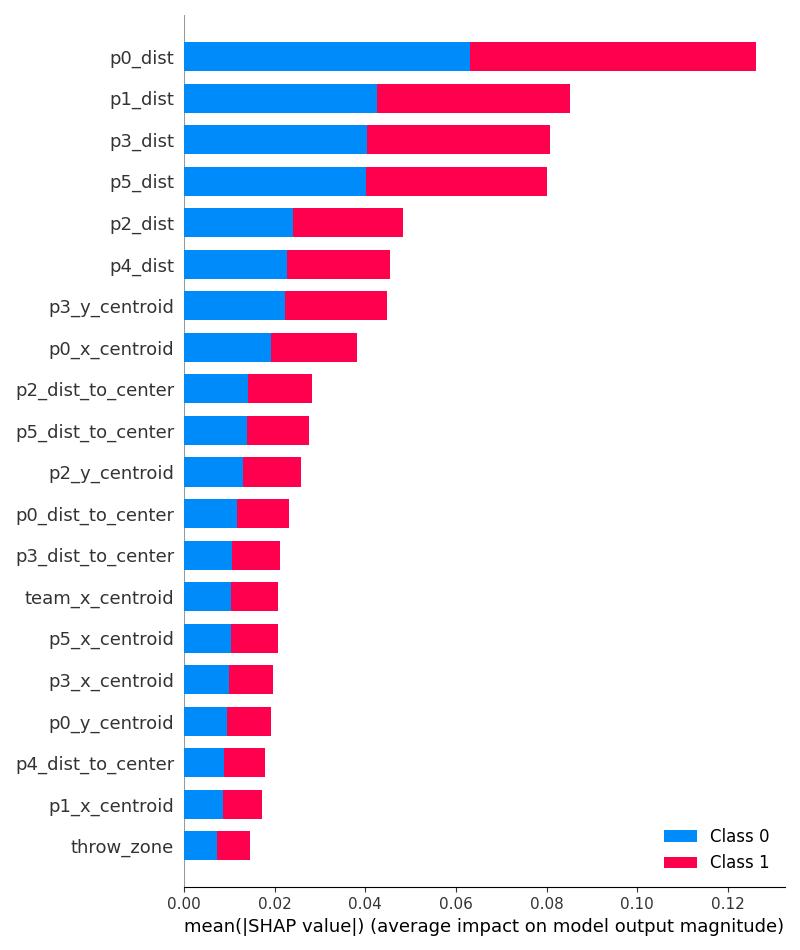 p0_dist
p1_dist
p3_dist
p5_dist
p2_dist
p4_dist
p3_y_centroid
p0_x_centroid
p2_dist_to_center
p5_dist_to_center
p2_y_centroid
p0_dist_to_center
p3_dist_to_center
team_x_centroid
p5_x_centroid
p3_x_centroid
p0_y_centroid
p4_dist_to_center
p1_x_centroid
throw_zone
Class 0
Class 1
0.00 0.02 0.04 0.06 0.08 0.10 0.12
mean(|SHAP value|) (average impact on model output magnitude)